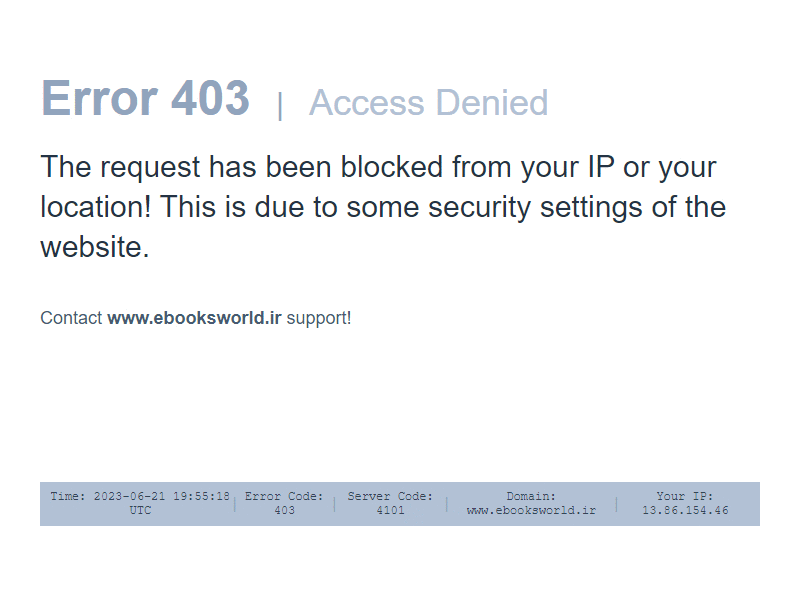 Error 403 | Access Denied
The request has been blocked from your IP or your
location! This is due to some security settings of the
website.
Contact www.ebooksworld.ir support!
Time: 2023-06-21 19:55:18 | Error Code: | Server Code: | Domain: | Your IP:
UTC 403 4101 www.ebooksworld.ir 13.86.154.46